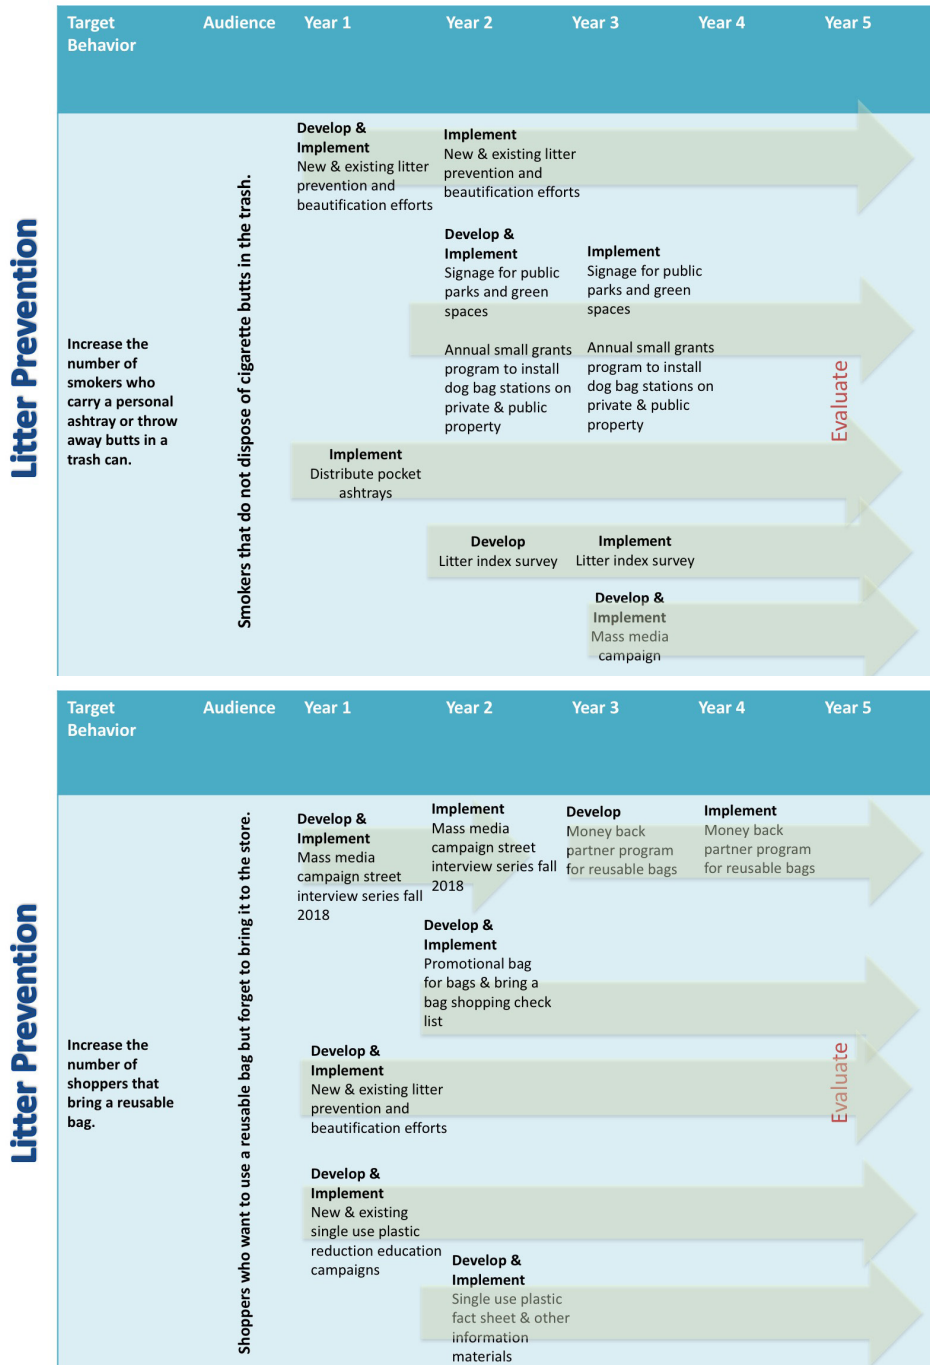 Target Behavior
Audience
Year 1
Year 2
Year 3
Year 4
Year 5
Litter Prevention
Increase the
number of
smokers who
carry a personal
ashtray or throw
away butts in a
trash can.
Smokers that do not dispose of cigarette butts in the trash.
Develop &
Implement
New & existing litter
prevention and
beautification efforts
Implement
New & existing litter
prevention and
beautification efforts
Develop &
Implement
Signage for public
parks and green
spaces
Annual small grants
program to install
dog bag stations on
private & public
property
Implement
Signage for public
parks and green
spaces
Annual small grants
program to install
dog bag stations on
private & public
property
Evaluate
Implement
Distribute pocket
ashtrays
Develop
Litter index survey
Implement
Litter index survey
Develop &
Implement
Mass media
campaign
Target
Behavior
Audience
Year 1
Year 2
Year 3
Year 4
Year 5
Litter Prevention
Increase the
number of
shoppers that
bring a reusable
bag.
Shoppers who want to use a reusable bag but forget to bring it to the store.
Develop &
Implement
Mass media
campaign street
interview series fall
2018
Implement
Mass media
campaign street
interview series fall
2018
Develop
Money back
partner program
for reusable bags
Implement
Money back
partner program
for reusable bags
Develop &
Implement
Promotional bag
for bags & bring a
bag shopping check
list
Develop &
Implement
New & existing litter
prevention and
beautification efforts
Evaluate
Develop &
Implement
New & existing
single use plastic
reduction education
campaigns
Develop &
Implement
Single use plastic
fact sheet & other
information
materials